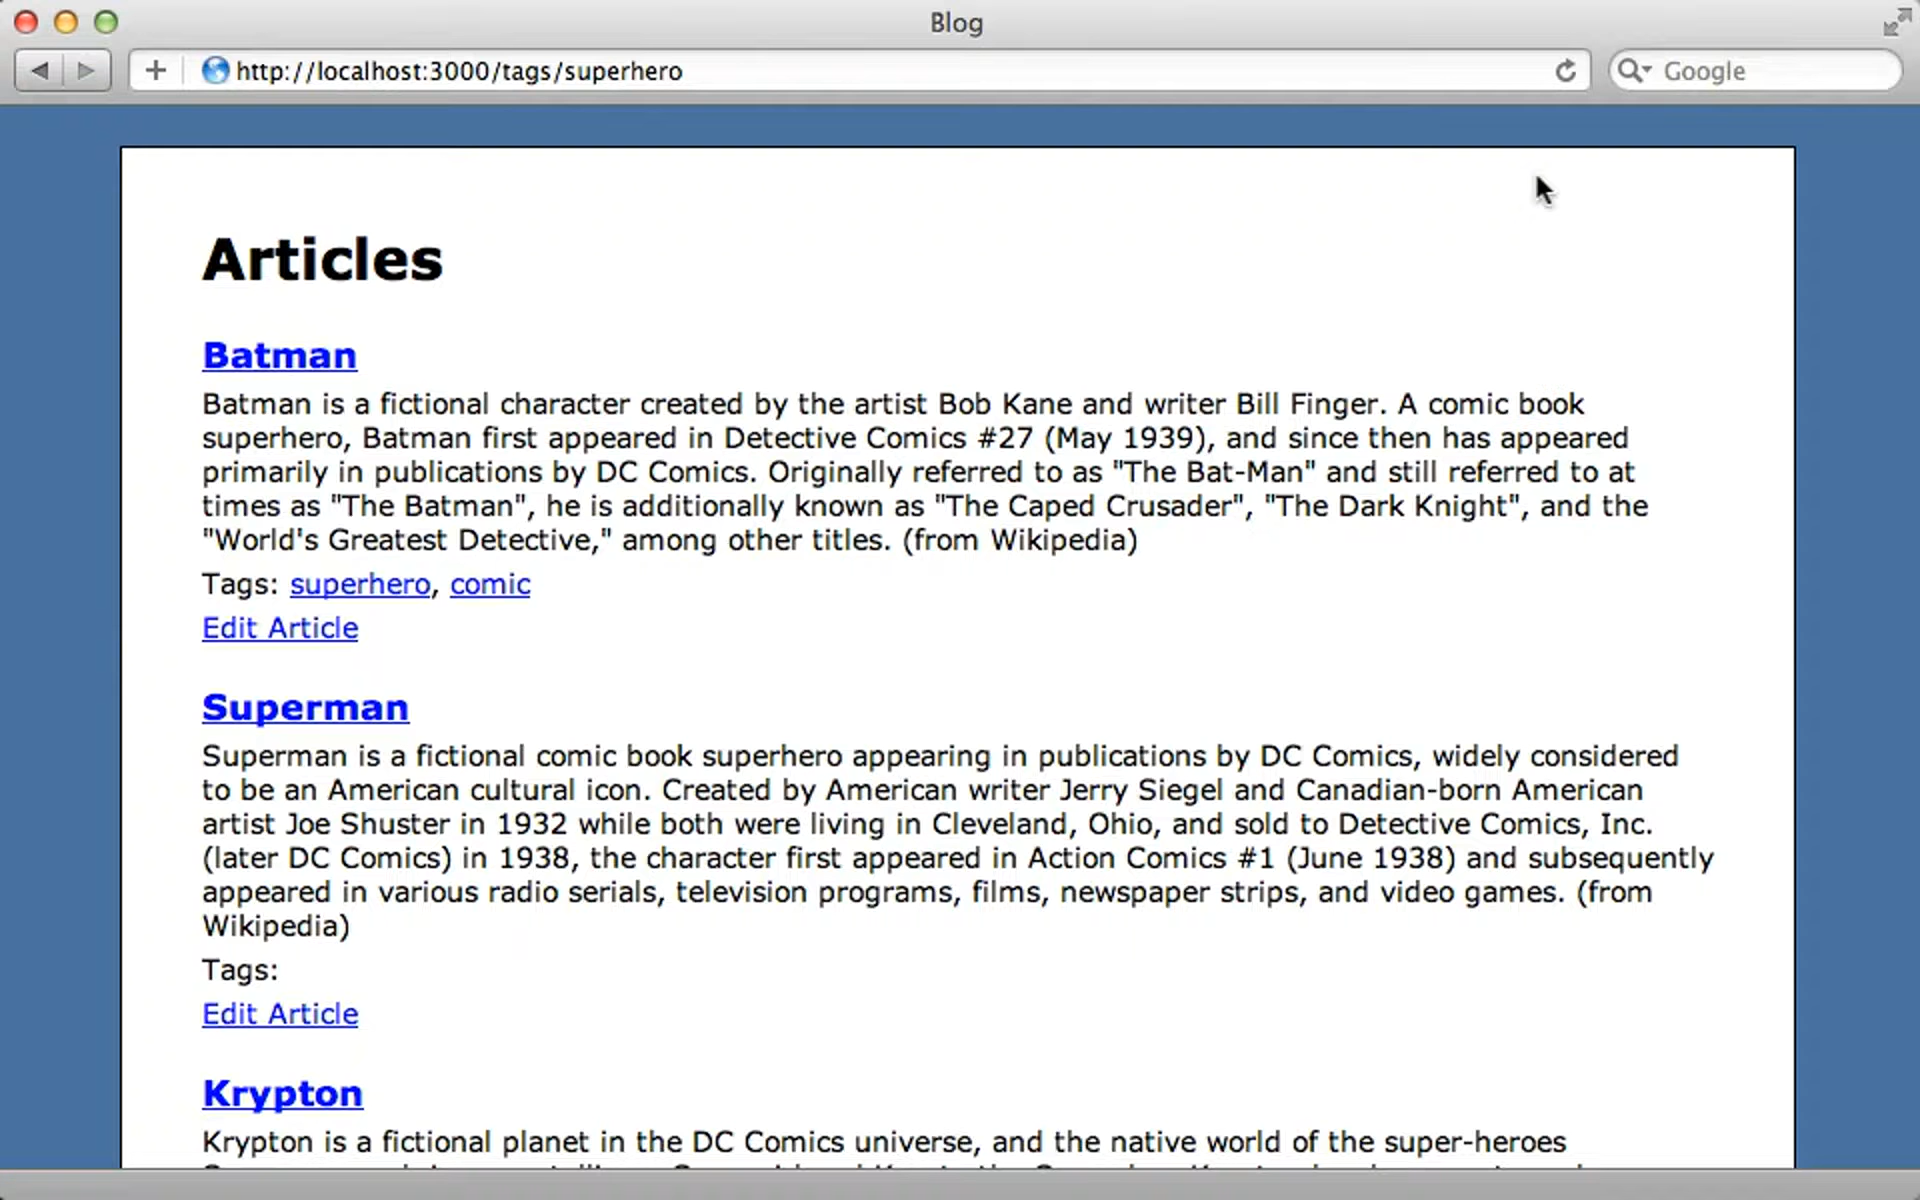 Blog
http://localhost:3000/tags/superhero
Google
Articles
Batman
Batman is a fictional character created by the artist Bob Kane and writer Bill Finger. A comic book
superhero, Batman first appeared in Detective Comics #27 (May 1939), and since then has appeared
primarily in publications by DC Comics. Originally referred to as "The Bat-Man" and still referred to at
times as "The Batman", he is additionally known as "The Caped Crusader", "The Dark Knight", and the
"World's Greatest Detective," among other titles. (from Wikipedia)
Tags: superhero, comic
Edit Article
Superman
Superman is a fictional comic book superhero appearing in publications by DC Comics, widely considered
to be an American cultural icon. Created by American writer Jerry Siegel and Canadian-born American
artist Joe Shuster in 1932 while both were living in Cleveland, Ohio, and sold to Detective Comics, Inc.
(later DC Comics) in 1938, the character first appeared in Action Comics #1 (June 1938) and subsequently
appeared in various radio serials, television programs, films, newspaper strips, and video games. (from
Wikipedia)
Tags:
Edit Article
Krypton
Krypton is a fictional planet in the DC Comics universe, and the native world of the super-heroes